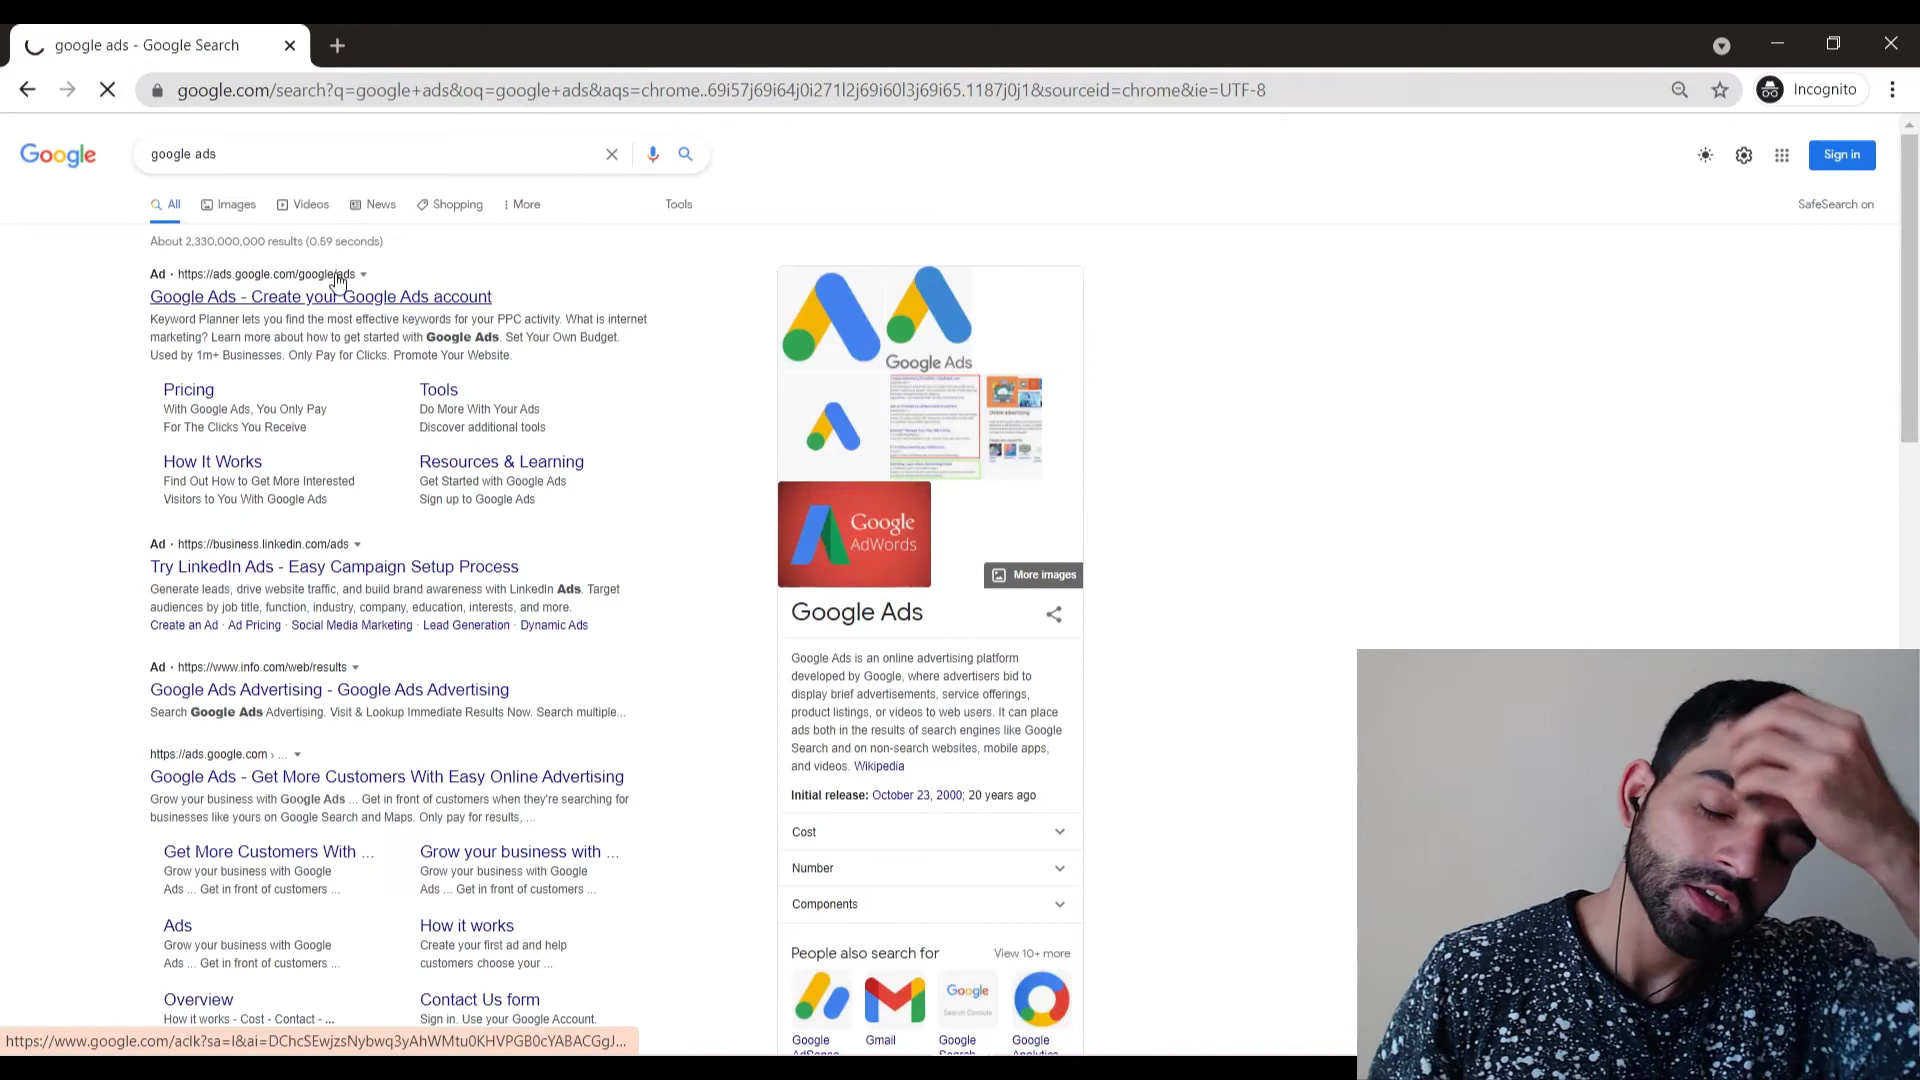 google ads - Google Search
google.com/search?q=google+ads&oq=google+ads&aqs=chrome..69i57j69i64j0i271l2j69i60l3j69i65.1187j0j1&sourceid=chrome&ie=UTF-8
Incognito
Google
google ads
Sign in
All
Images
Videos
News
Shopping
More
Tools
SafeSearch on
About 2,330,000,000 results (0.59 seconds)
Ad · https://ads.google.com/google/ads
Google Ads - Create your Google Ads account
Keyword Planner lets you find the most effective keywords for your PPC activity. What is internet
marketing? Learn more about how to get started with Google Ads. Set Your Own Budget.
Used by 1m+ Businesses. Only Pay for Clicks. Promote Your Website.
Pricing
With Google Ads, You Only Pay
For The Clicks You Receive
Tools
Do More With Your Ads
Discover additional tools
How It Works
Find Out How to Get More Interested
Visitors to You With Google Ads
Resources & Learning
Get Started with Google Ads
Sign up to Google Ads
Ad · https://business.linkedin.com/ads
Try LinkedIn Ads - Easy Campaign Setup Process
Generate leads, drive website traffic, and build brand awareness with LinkedIn Ads. Target
audiences by job title, function, industry, company, education, interests, and more.
Create an Ad · Ad Pricing · Social Media Marketing · Lead Generation · Dynamic Ads
Ad · https://www.info.com/web/results
Google Ads Advertising - Google Ads Advertising
Search Google Ads Advertising. Visit & Lookup Immediate Results Now. Search multiple...
https://ads.google.com › ...
Google Ads - Get More Customers With Easy Online Advertising
Grow your business with Google Ads ... Get in front of customers when they're searching for
businesses like yours on Google Search and Maps. Only pay for results, ...
Get More Customers With ...
Grow your business with Google
Ads ... Get in front of customers ...
Grow your business with ...
Grow your business with Google
Ads ... Get in front of customers ...
Ads
Grow your business with Google
Ads ... Get in front of customers ...
How it works
Create your first ad and help
customers choose your ...
Overview
How it works - Cost - Contact - ...
Contact Us form
Sign in. Use your Google Account.
https://www.google.com/aclk?sa=l&ai=DChcSEwjzsNybwq3yAhWMtu0KHVPGB0cYABACGgJ...
Google Ads
Google
AdWords
More images
Google Ads
Google Ads is an online advertising platform
developed by Google, where advertisers bid to
display brief advertisements, service offerings,
product listings, or videos to web users. It can place
ads both in the results of search engines like Google
Search and on non-search websites, mobile apps,
and videos. Wikipedia
Initial release: October 23, 2000; 20 years ago
Cost
Number
Components
People also search for
View 10+ more
Google
Search Console
Google
AdSense
Gmail
Google
Search
Google
Analytics